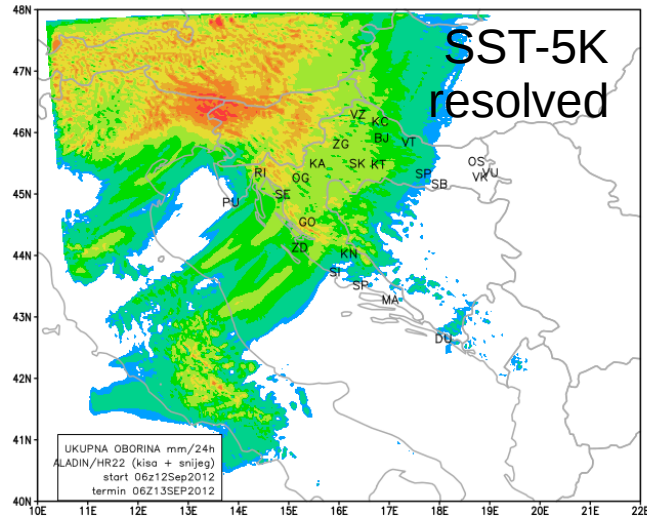 SST-5K
resolved
48N
47N
46N
45N
44N
43N
42N
41N
40N
VZ
KC
BJ
VT
ZG
OS
VU
VK
KA
SK
KT
SP
SB
RI
OG
SE
PU
GO
ZD
KN
SI
SP
MA
DU
UKUPNA OBORINA mm/24h
ALADIN/HR22 (kisa + snijeg)
start 06z12Sep2012
termin 06Z13SEP2012
10E 11E 12E 13E 14E 15E 16E 17E 18E 19E 20E 21E 22E